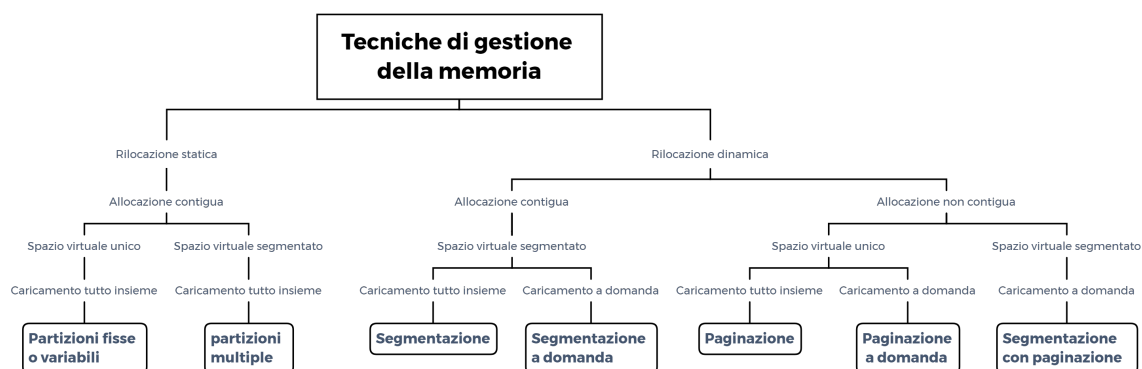 Tecniche di gestione
della memoria
Rilocazione statica
Rilocazione dinamica
Allocazione contigua
Allocazione contigua
Allocazione non contigua
Spazio virtuale unico
Spazio virtuale segmentato
Spazio virtuale segmentato
Spazio virtuale unico
Spazio virtuale segmentato
Caricamento tutto insieme
Caricamento tutto insieme
Caricamento tutto insieme
Caricamento a domanda
Caricamento tutto insieme
Caricamento a domanda
Caricamento a domanda
Partizioni fisse
o variabili
partizioni
multiple
Segmentazione
Segmentazione
a domanda
Paginazione
Paginazione
a domanda
Segmentazione
con paginazione